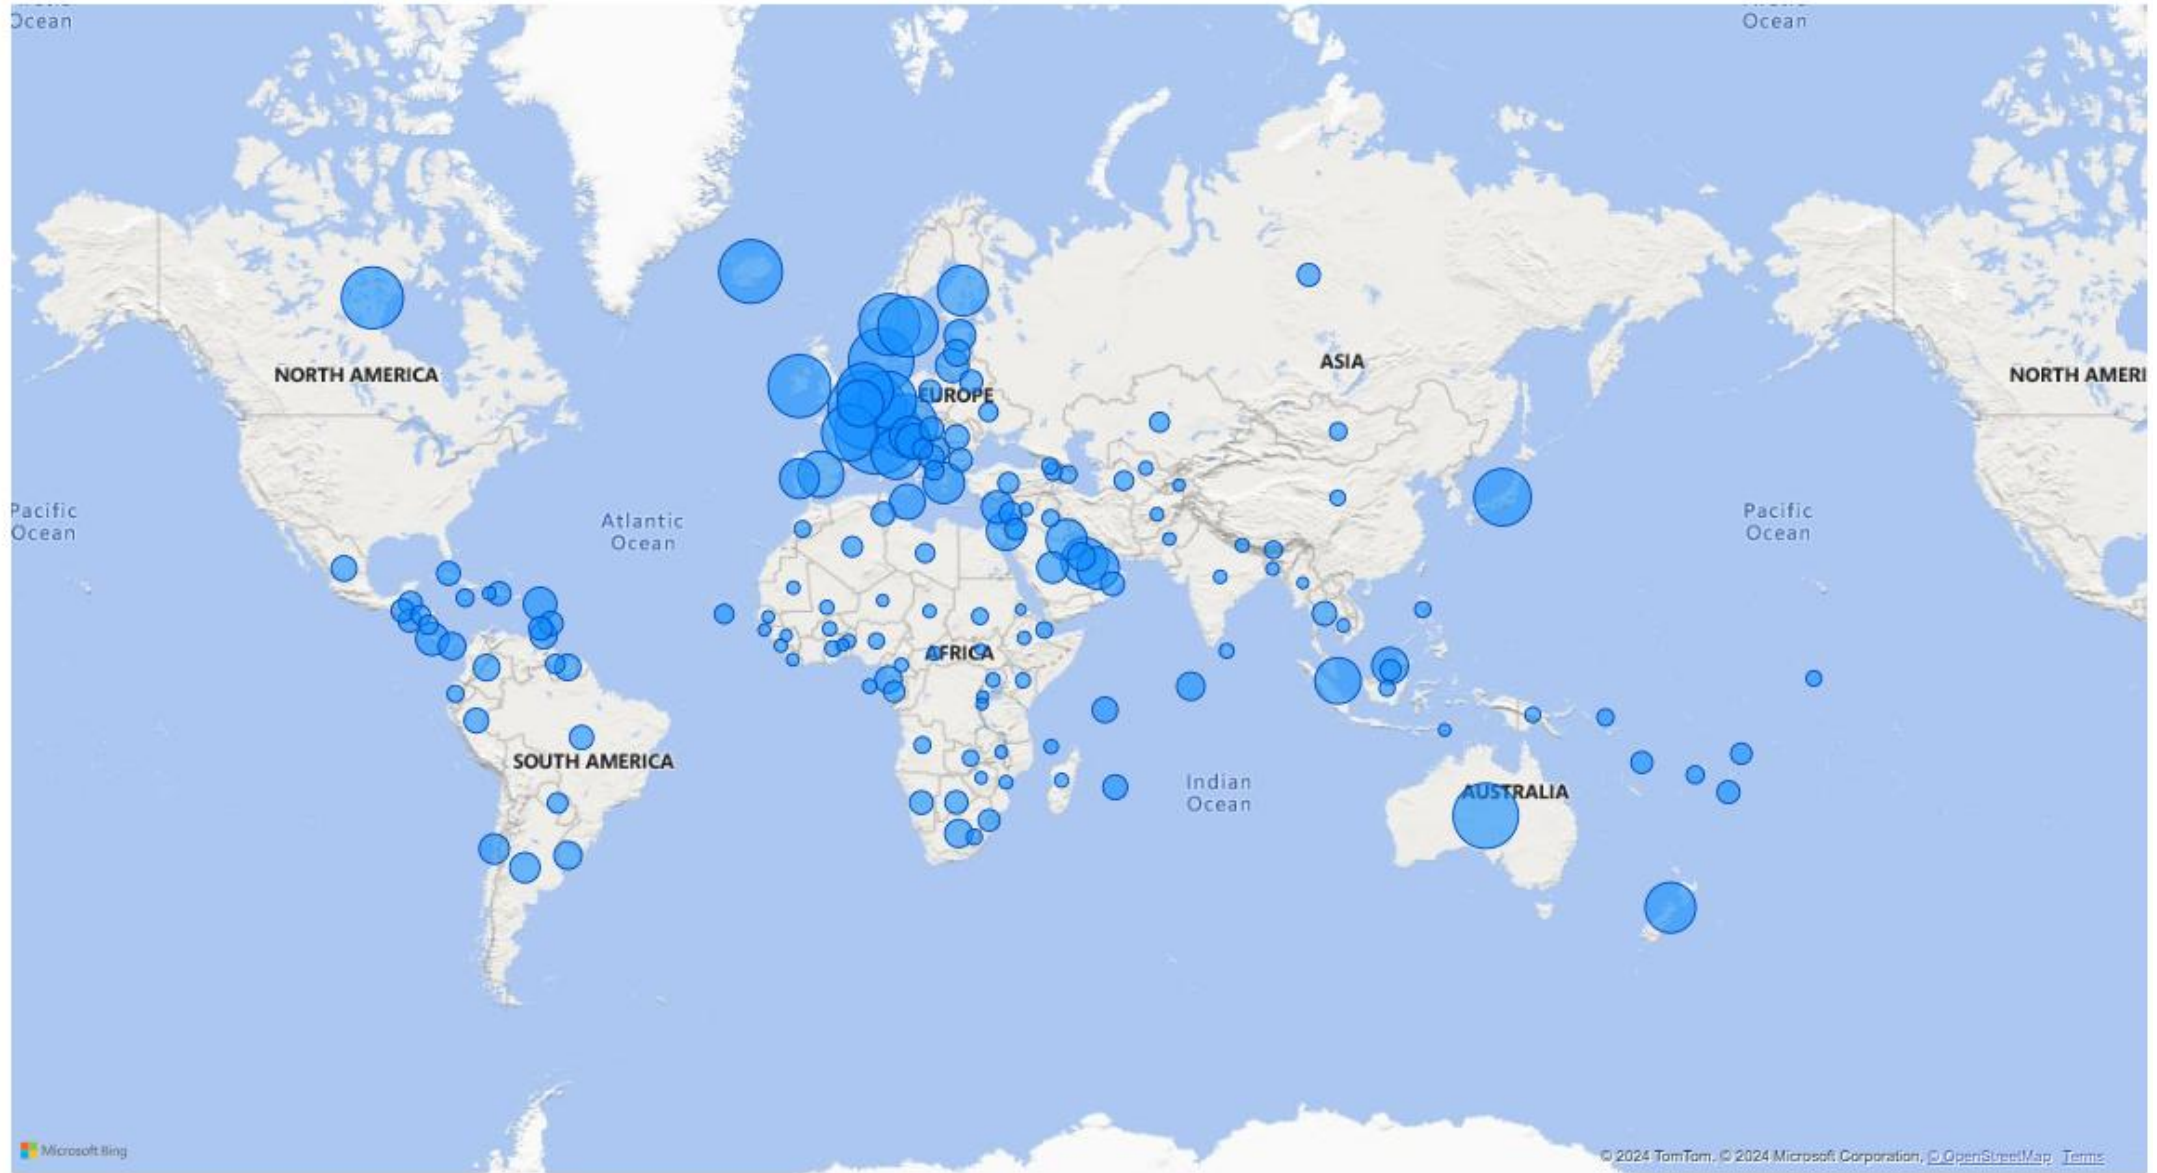 Ocean
Ocean
NORTH AMERICA
ASIA
EUROPE
NORTH AMERI
Pacific
Ocean
Atlantic
Ocean
Pacific
Ocean
AFRICA
SOUTH AMERICA
Indian
Ocean
AUSTRALIA
Microsoft Bing
© 2024 TomTom, © 2024 Microsoft Corporation, © OpenStreetMap Terms